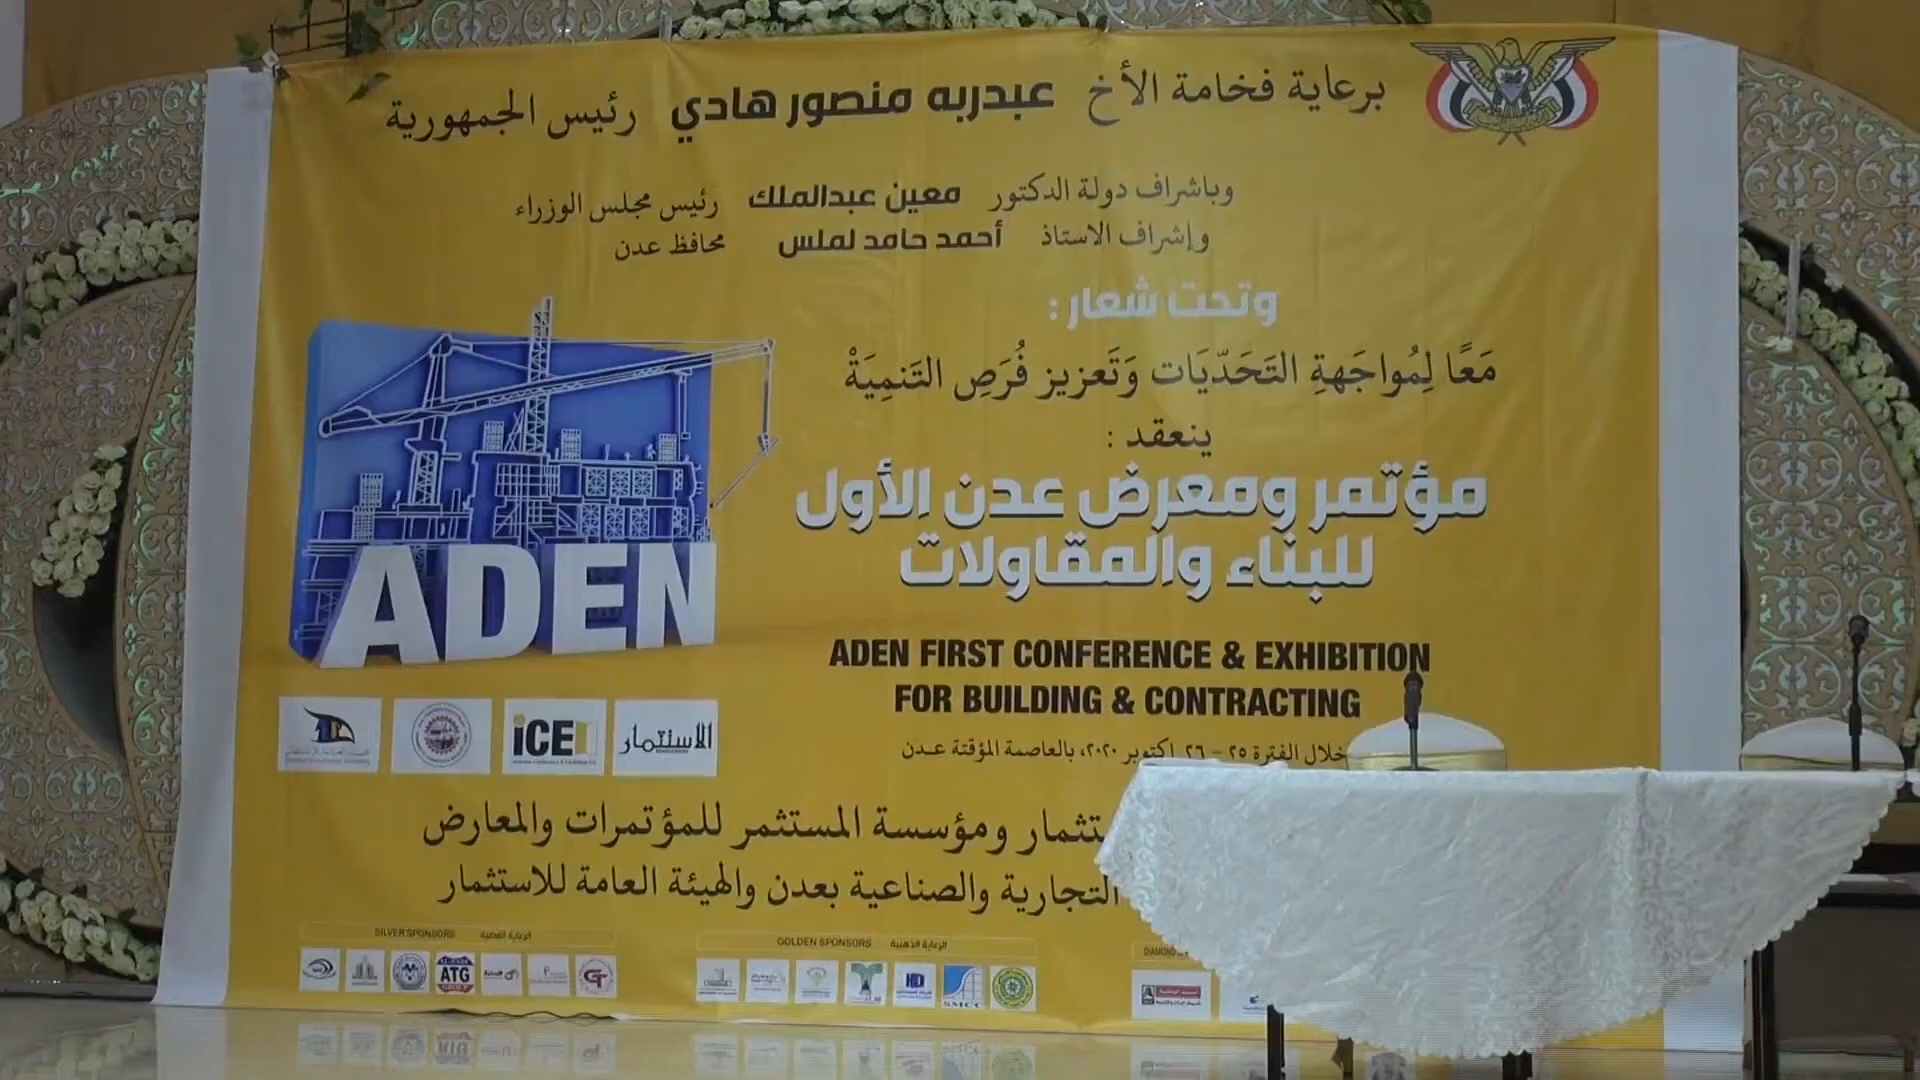 برعاية فخامة الأخ عبدربه منصور هادي رئيس الجمهورية
وباشراف دولة الدكتور معين عبدالملك رئيس مجلس الوزراء
وإشراف الاستاذ أحمد حامد لملس محافظ عدن
وتحت شعار :
مَعًا لِمُواجَهةِ التَحَدّيَات وَتَعزيز فُرَصِ التَنمِيَةْ
ينعقد :
مؤتمر ومعرض عدن الأول
للبناء والمقاولات
ADEN
ADEN FIRST CONFERENCE & EXHIBITION
FOR BUILDING & CONTRACTING
خلال الفترة ٢٥ - ٢٦ اكتوبر ٢٠٢٠، بالعاصمة المؤقتة عدن
iCE
الاستثمار
ومؤسسة المستثمر للمؤتمرات والمعارض
التجارية والصناعية بعدن والهيئة العامة للاستثمار
SILVER SPONSORS الرعاية الفضية
GOLDEN SPONSORS الرعاية الذهبية
DIAMOND
ATG
GT
SMCC